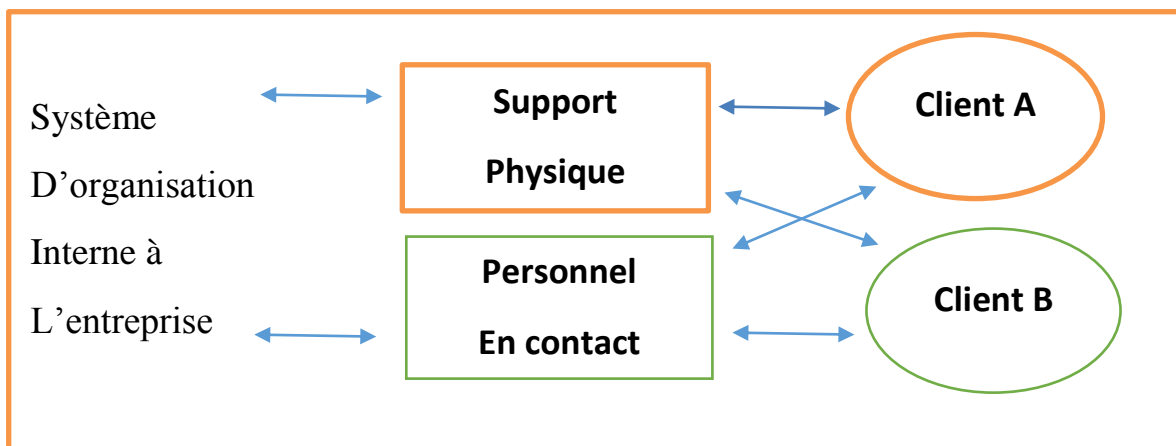 Système
D’organisation
Interne à
L’entreprise
Support
Physique
Personnel
En contact
Client A
Client B